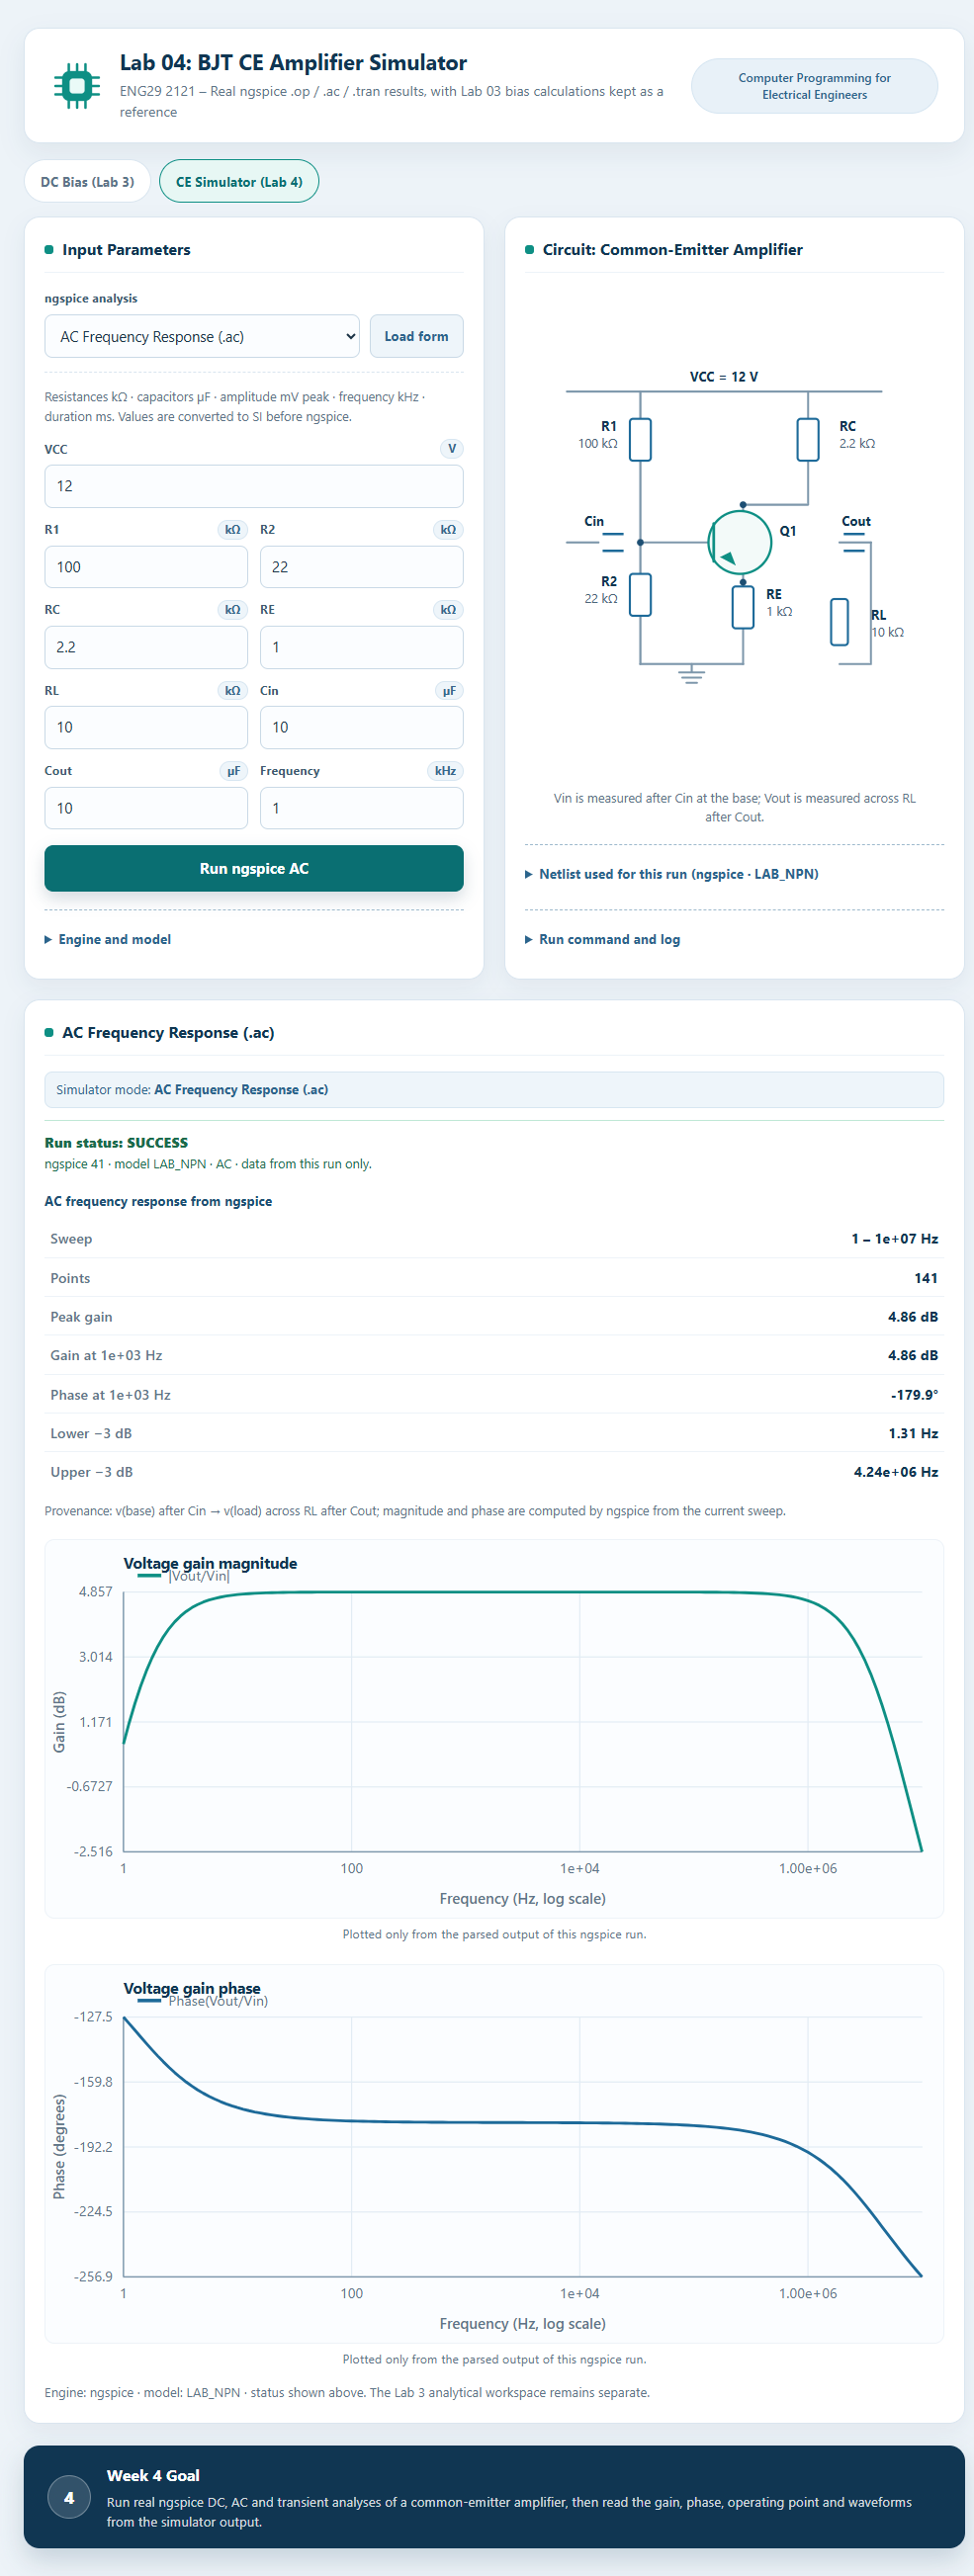 Lab 04: BJT CE Amplifier Simulator
ENG29 2121 – Real ngspice .op / .ac / .tran results, with Lab 03 bias calculations kept as a
reference
Computer Programming for
Electrical Engineers
DC Bias (Lab 3)
CE Simulator (Lab 4)
Input Parameters
ngspice analysis
AC Frequency Response (.ac)
Load form
Resistances kΩ · capacitors µF · amplitude mV peak · frequency kHz ·
duration ms. Values are converted to SI before ngspice.
VCC V
12
R1 kΩ R2 kΩ
100 22
RC kΩ RE kΩ
2.2 1
RL kΩ Cin µF
10 10
Cout µF Frequency kHz
10 1
Run ngspice AC
Engine and model
Circuit: Common-Emitter Amplifier
VCC = 12 V
R1
100 kΩ
RC
2.2 kΩ
Cin
Q1
Cout
R2
22 kΩ
RE
1 kΩ
RL
10 kΩ
Vin is measured after Cin at the base; Vout is measured across RL
after Cout.
Netlist used for this run (ngspice · LAB_NPN)
Run command and log
AC Frequency Response (.ac)
Simulator mode: AC Frequency Response (.ac)
Run status: SUCCESS
ngspice 41 · model LAB_NPN · AC · data from this run only.
AC frequency response from ngspice
Sweep 1 – 1e+07 Hz
Points 141
Peak gain 4.86 dB
Gain at 1e+03 Hz 4.86 dB
Phase at 1e+03 Hz -179.9°
Lower −3 dB 1.31 Hz
Upper −3 dB 4.24e+06 Hz
Provenance: v(base) after Cin → v(load) across RL after Cout; magnitude and phase are computed by ngspice from the current sweep.
Voltage gain magnitude
|Vout/Vin|
4.857
3.014
1.171
-0.6727
-2.516
Gain (dB)
1 100 1e+04 1.00e+06
Frequency (Hz, log scale)
Plotted only from the parsed output of this ngspice run.
Voltage gain phase
Phase(Vout/Vin)
-127.5
-159.8
-192.2
-224.5
-256.9
Phase (degrees)
1 100 1e+04 1.00e+06
Frequency (Hz, log scale)
Plotted only from the parsed output of this ngspice run.
Engine: ngspice · model: LAB_NPN · status shown above. The Lab 3 analytical workspace remains separate.
4
Week 4 Goal
Run real ngspice DC, AC and transient analyses of a common-emitter amplifier, then read the gain, phase, operating point and waveforms
from the simulator output.